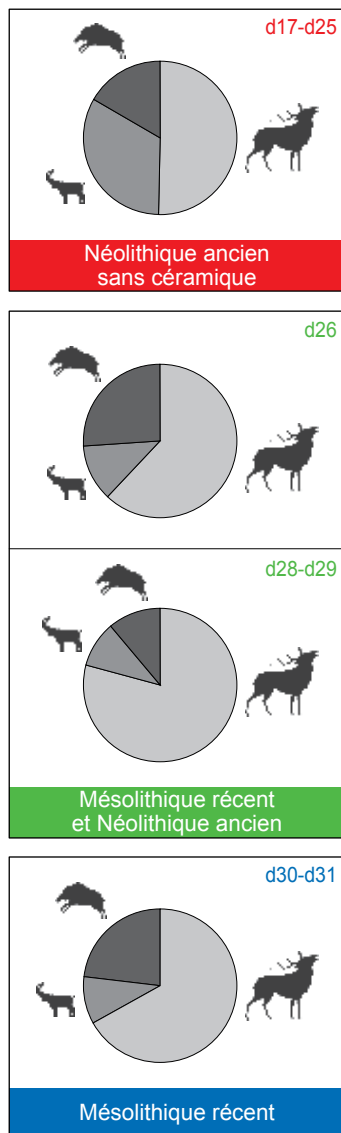 d17-d25
Néolithique ancien
sans céramique
d26
d28-d29
Mésolithique récent
et Néolithique ancien
d30-d31
Mésolithique récent